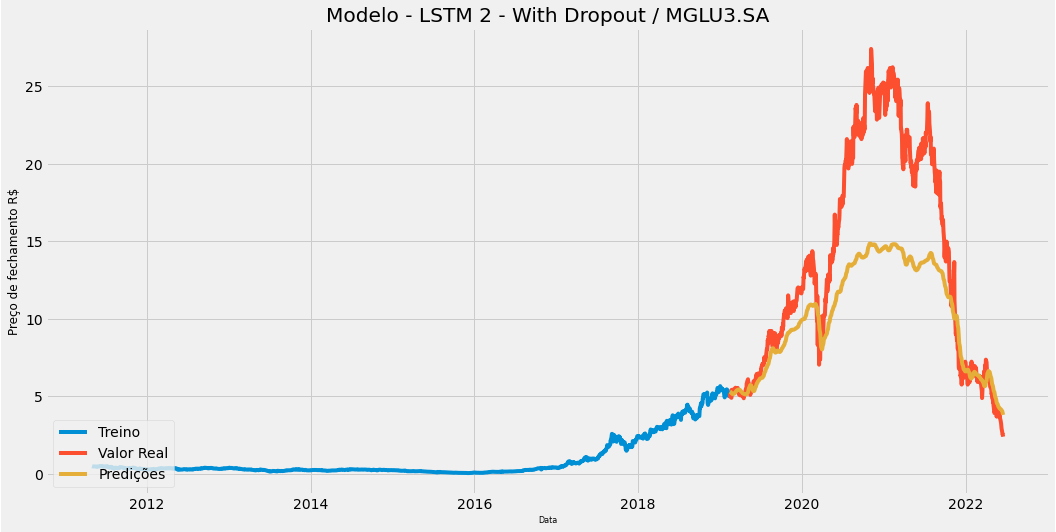 Modelo - LSTM 2 - With Dropout / MGLU3.SA
Preço de fechamento R$
25
20
15
10
5
0
Treino
Valor Real
Predições
2012
2014
2016
2018
2020
2022
Data